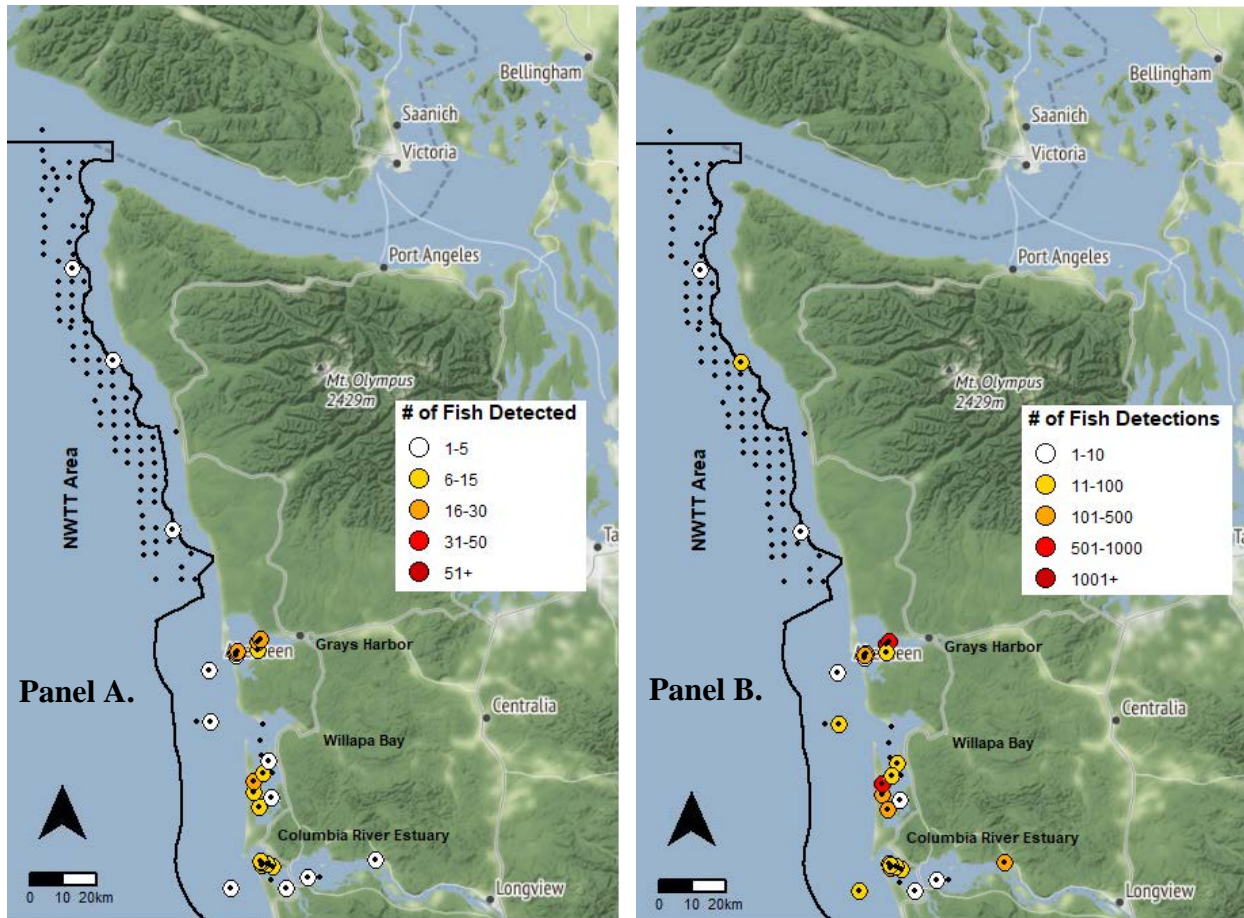 Bellingham
Saanich
Victoria
Port Angeles
Mt. Olympus
2429m
# of Fish Detected
1-5
6-15
16-30
31-50
51+
NWTT Area
Ta
Grays Harbor
Panel A.
Centralia
Willapa Bay
Columbia River Estuary
0 10 20km
Longview
Bellingham
Saanich
Victoria
Port Angeles
Mt. Olympus
2429m
# of Fish Detections
1-10
11-100
101-500
501-1000
1001+
NWTT Area
Ta
Grays Harbor
Panel B.
Centralia
Willapa Bay
Columbia River Estuary
0 10 20km
Longview